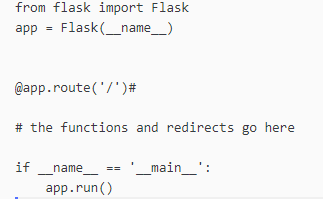 from flask import Flask
app = Flask(__name__)
@app.route('/')#
# the functions and redirects go here
if __name__ == '__main__':
    app.run()